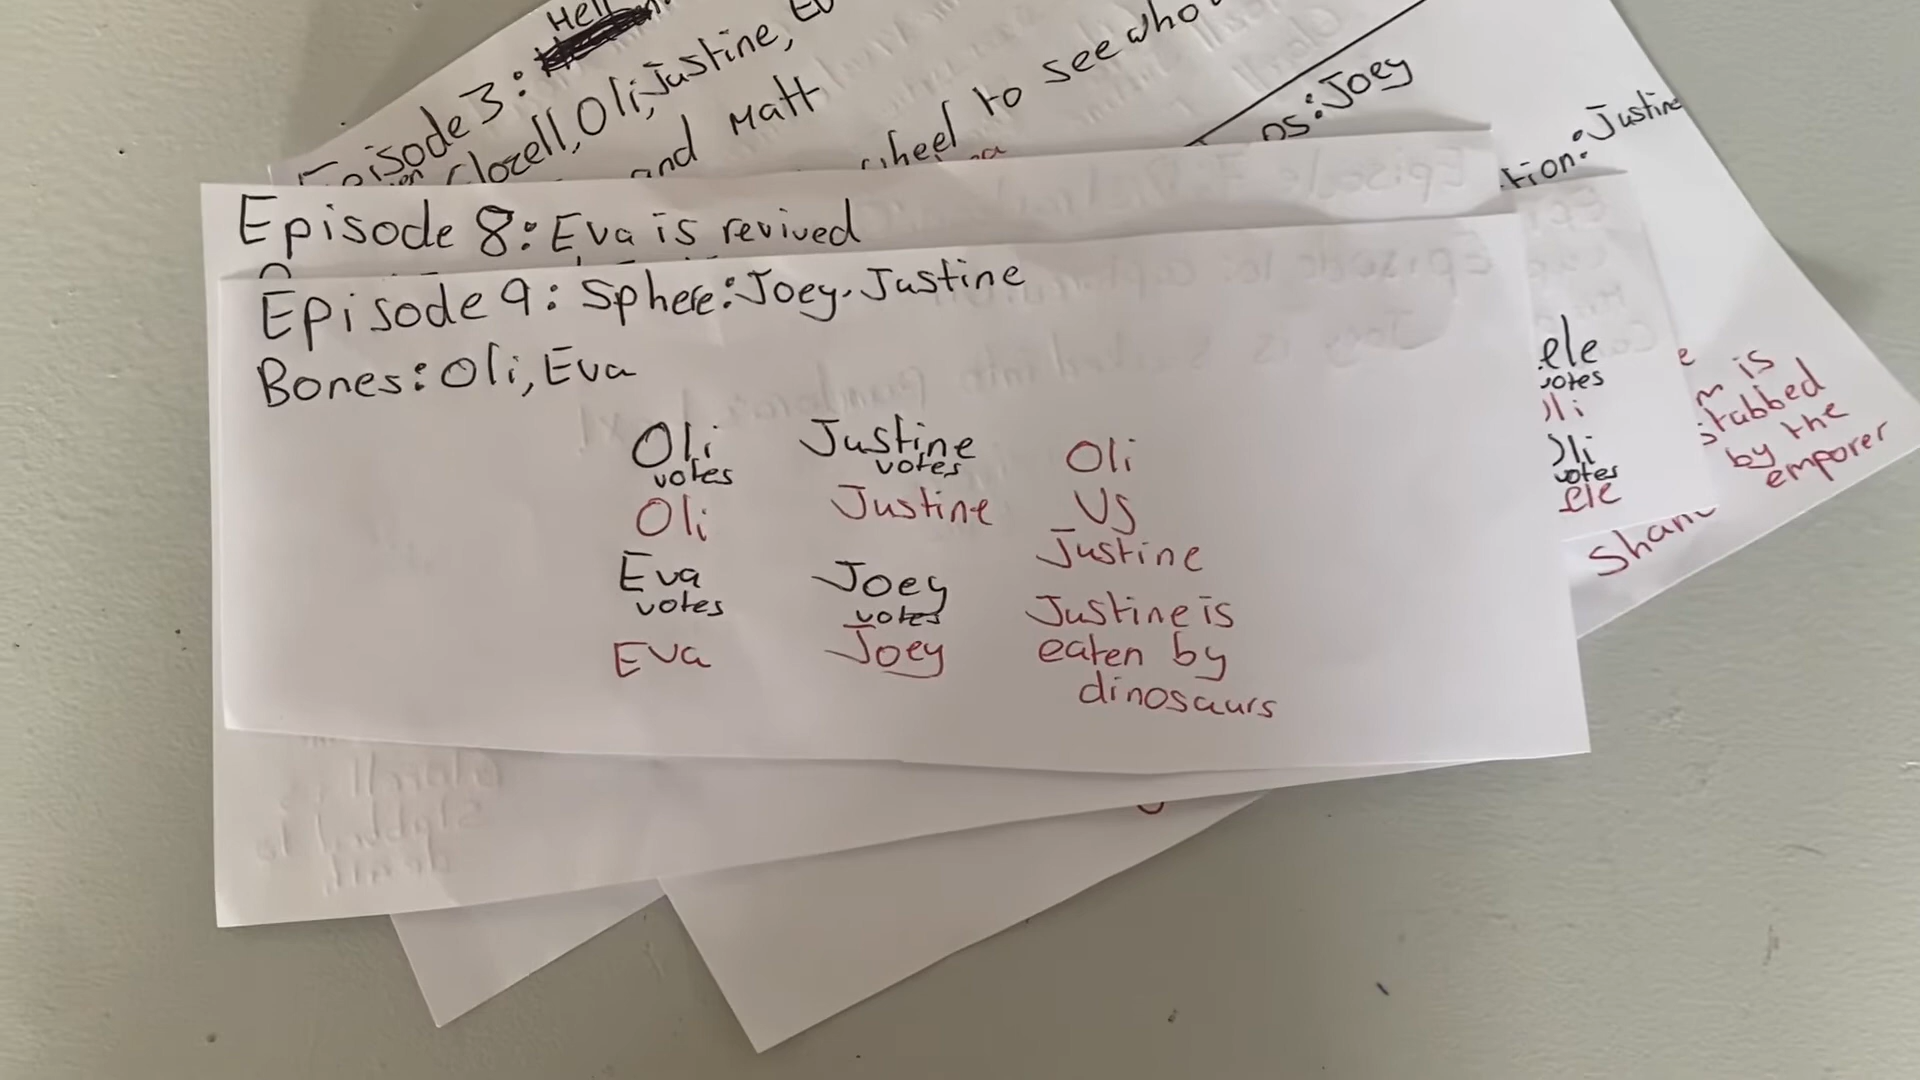 Episode 3:
Clozell, Oli, Justine,
and Matt
wheel to see who
os: Joey
tion: Justine
Episode 8: Eva is revived
Episode 9: Sphere: Joey, Justine
Bones: Oli, Eva
Oli votes Oli
Justine votes Justine
Eva votes Eva
Joey votes Joey
Oli
VS
Justine
Justine is
eaten by
dinosaurs
ele
votes
Oli
Oli
votes
ele
is
stabbed
by the
emporer
Shane